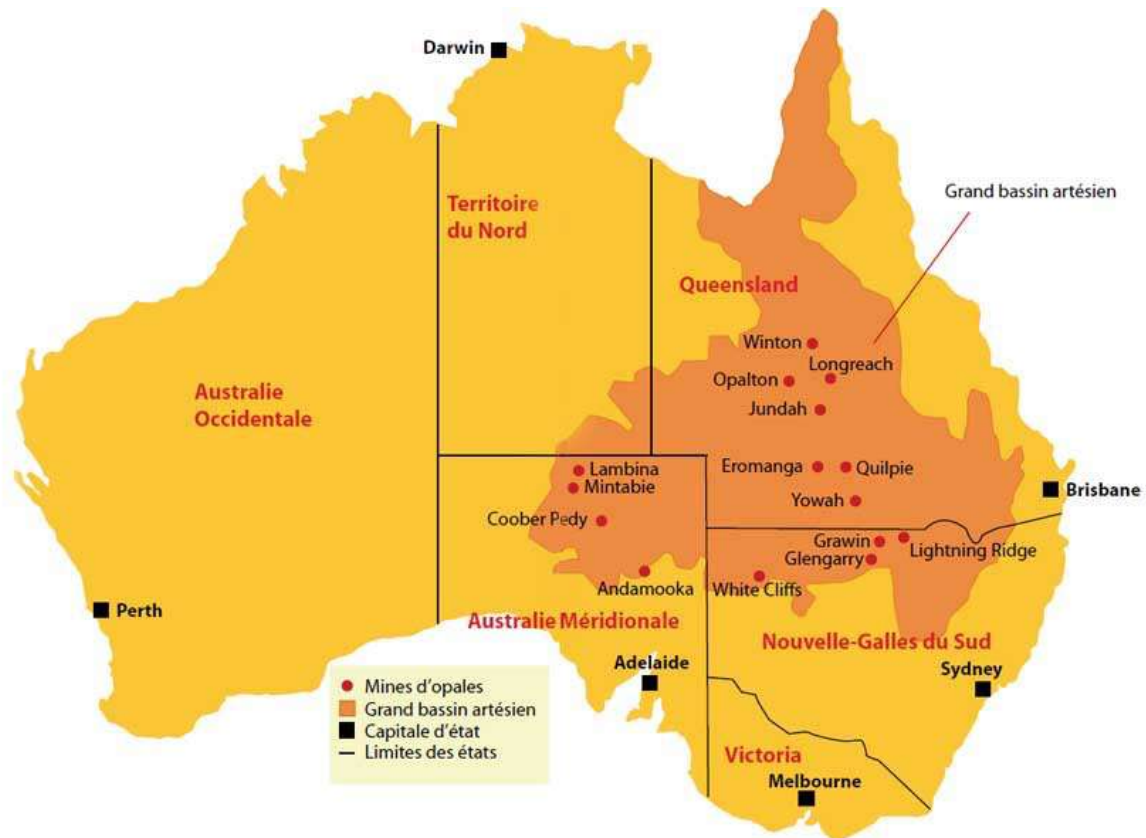 Darwin
Territoire
du Nord
Grand bassin artésien
Queensland
Winton
Longreach
Opalton
Jundah
Australie
Occidentale
Lambina
Mintabie
Eromanga
Quilpie
Coober Pedy
Yowah
Brisbane
Grawin
Lightning Ridge
Glengarry
Andamooka
White Cliffs
Perth
Australie Méridionale
Nouvelle-Galles du Sud
Adelaide
Sydney
Mines d'opales
Grand bassin artésien
Capitale d'état
Limites des états
Victoria
Melbourne